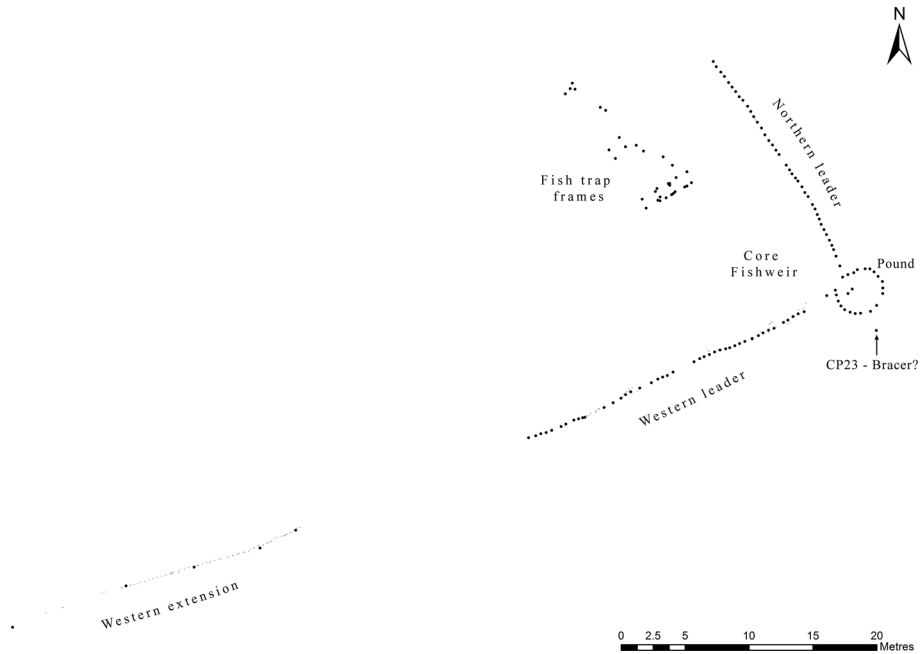 N
Northern leader
Fish trap
frames
Core
Fishweir
Pound
CP23 - Bracer?
Western leader
Western extension
0 2.5 5 10 15 20
Metres